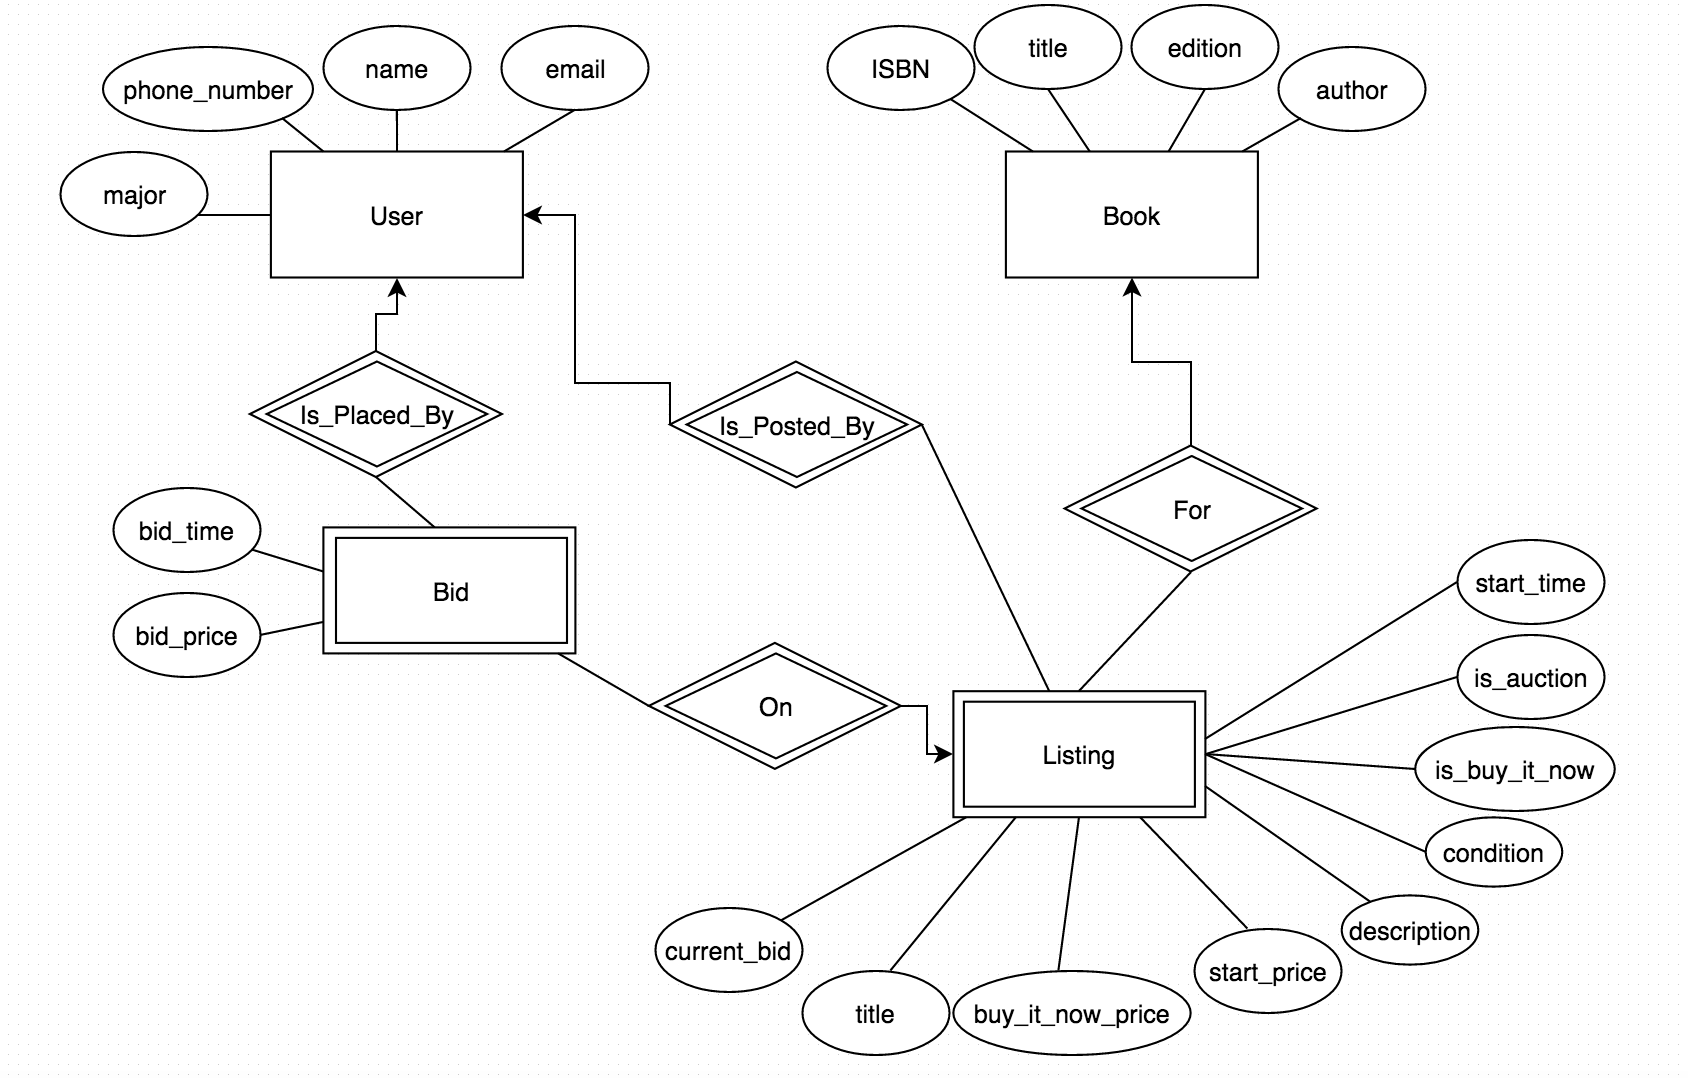 phone_number
name
email
major
User
ISBN
title
edition
author
Book
Is_Placed_By
Is_Posted_By
For
bid_time
bid_price
Bid
On
Listing
start_time
is_auction
is_buy_it_now
condition
description
start_price
buy_it_now_price
title
current_bid